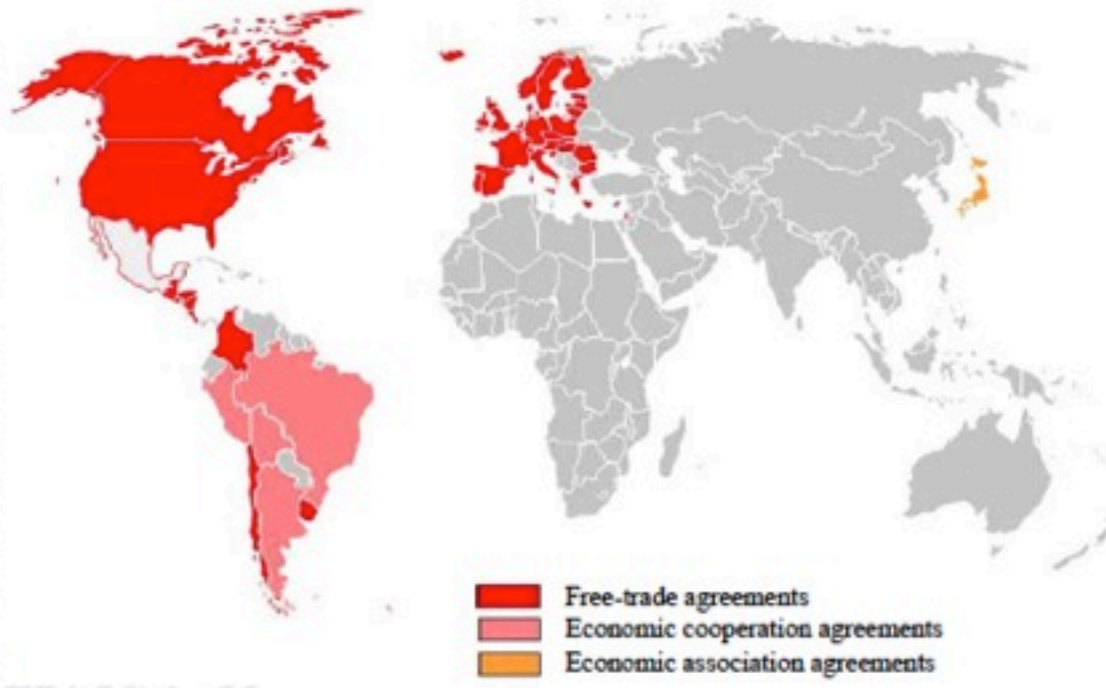 Free-trade agreements
Economic cooperation agreements
Economic association agreements